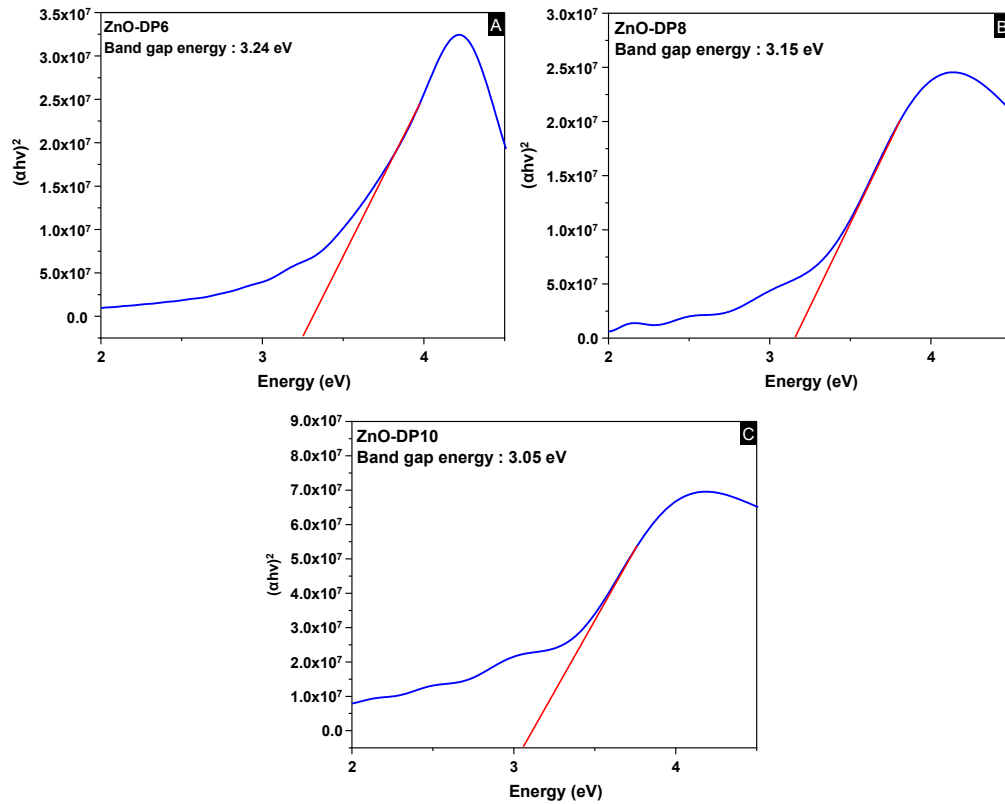 A
ZnO-DP6
Band gap energy : 3.24 eV
3.5x10⁷
3.0x10⁷
2.5x10⁷
2.0x10⁷
1.5x10⁷
1.0x10⁷
5.0x10⁷
0.0
(αhν)²
2 3 4
Energy (eV)
B
ZnO-DP8
Band gap energy : 3.15 eV
3.0x10⁷
2.5x10⁷
2.0x10⁷
1.5x10⁷
1.0x10⁷
5.0x10⁷
0.0
(αhν)²
2 3 4
Energy (eV)
C
ZnO-DP10
Band gap energy : 3.05 eV
9.0x10⁷
8.0x10⁷
7.0x10⁷
6.0x10⁷
5.0x10⁷
4.0x10⁷
3.0x10⁷
2.0x10⁷
1.0x10⁷
0.0
(αhν)²
2 3 4
Energy (eV)